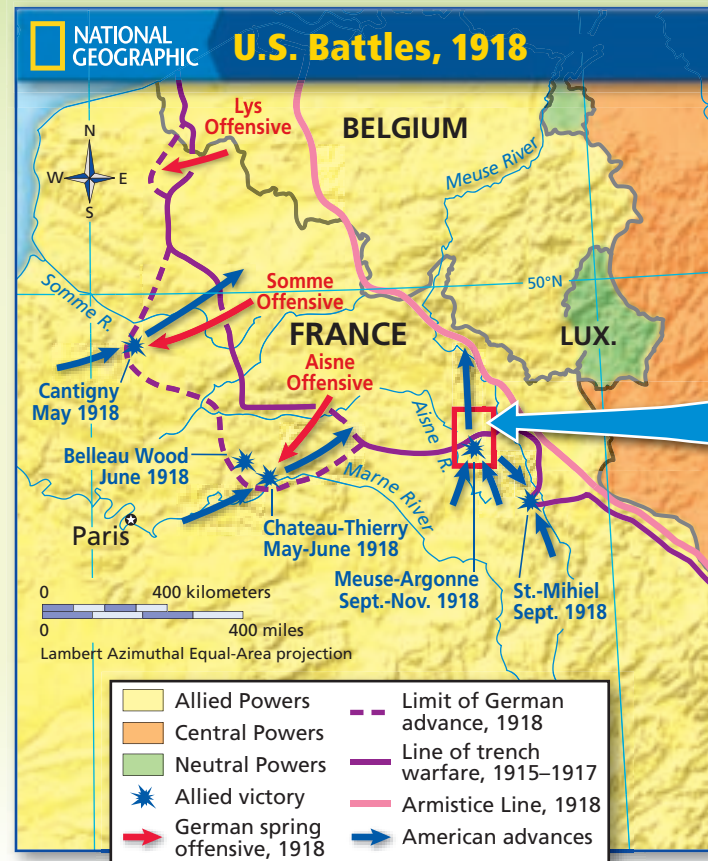 NATIONAL
GEOGRAPHIC
U.S. Battles, 1918
Lys
Offensive
BELGIUM
N
W
E
S
Meuse River
50°N
Somme R.
Somme
Offensive
FRANCE
LUX.
Cantigny
May 1918
Aisne
Offensive
Aisne R.
Belleau Wood
June 1918
Marne River
Paris
Chateau-Thierry
May-June 1918
Meuse-Argonne
Sept.-Nov. 1918
St.-Mihiel
Sept. 1918
0 400 kilometers
0 400 miles
Lambert Azimuthal Equal-Area projection
Allied Powers
Central Powers
Neutral Powers
Allied victory
German spring
offensive, 1918
Limit of German
advance, 1918
Line of trench
warfare, 1915–1917
Armistice Line, 1918
American advances